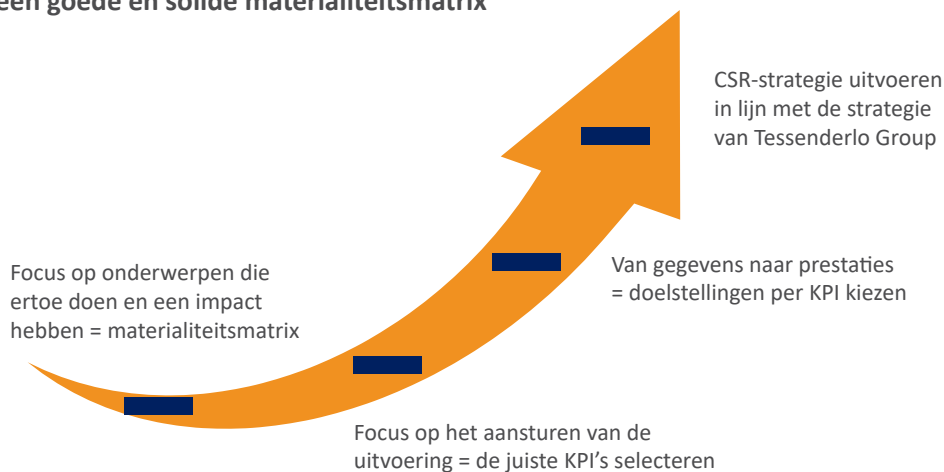 een goede en solide materialiteitsmatrix
CSR-strategie uitvoeren
in lijn met de strategie
van Tessenderlo Group
Focus op onderwerpen die
ertoe doen en een impact
hebben = materialiteitsmatrix
Van gegevens naar prestaties
= doelstellingen per KPI kiezen
Focus op het aansturen van de
uitvoering = de juiste KPI’s selecteren